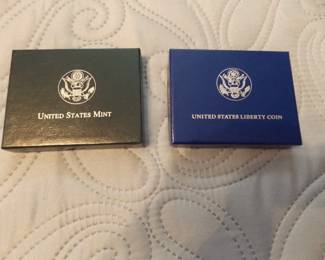 UNITED STATES MINT
UNITED STATES LIBERTY COIN